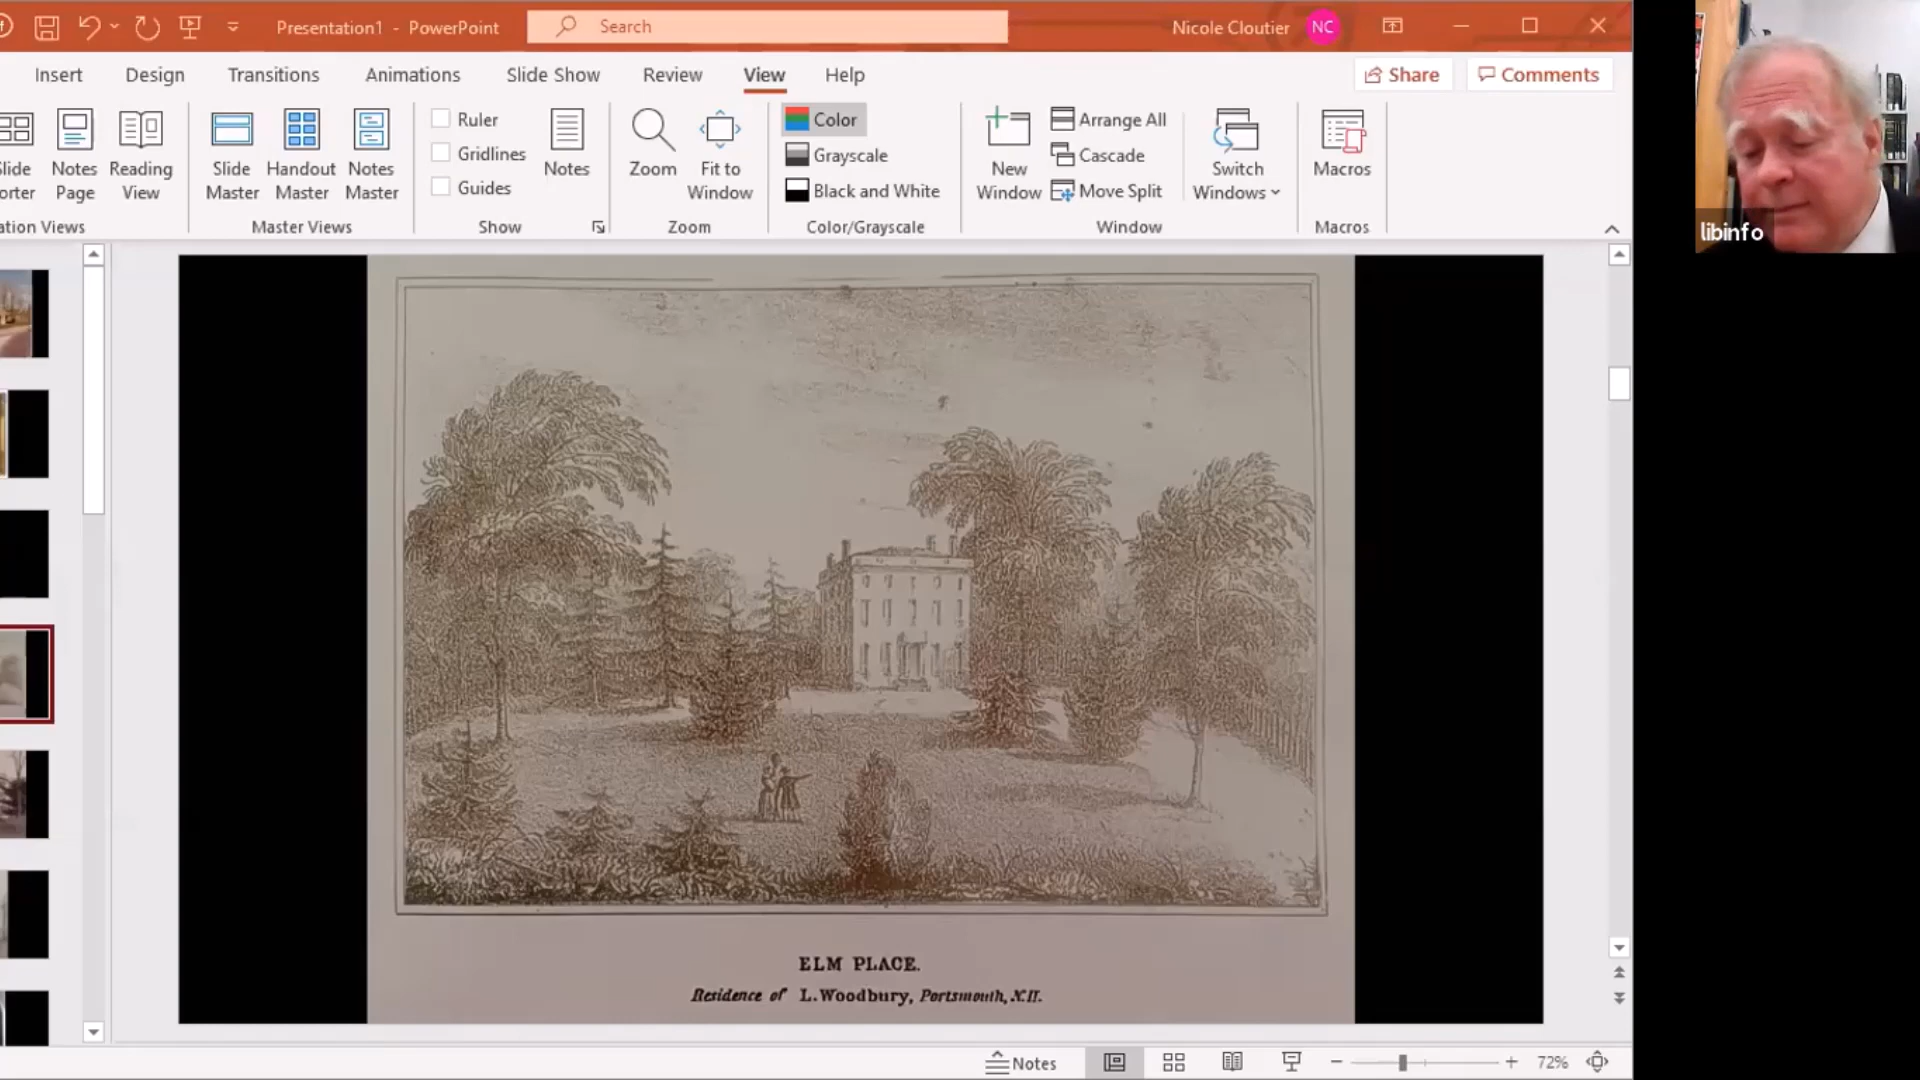 Presentation1 - PowerPoint
Search
Nicole Cloutier
NC
Insert
Design
Transitions
Animations
Slide Show
Review
View
Help
Share
Comments
Notes Page
Reading View
Slide Master
Handout Master
Notes Master
Master Views
Ruler
Gridlines
Guides
Notes
Show
Zoom
Fit to Window
Zoom
Color
Grayscale
Black and White
Color/Grayscale
New Window
Arrange All
Cascade
Move Split
Switch Windows
Window
Macros
Macros
libinfo
ELM PLACE.
Residence of L. Woodbury, Portsmouth, N.H.
Notes
72%